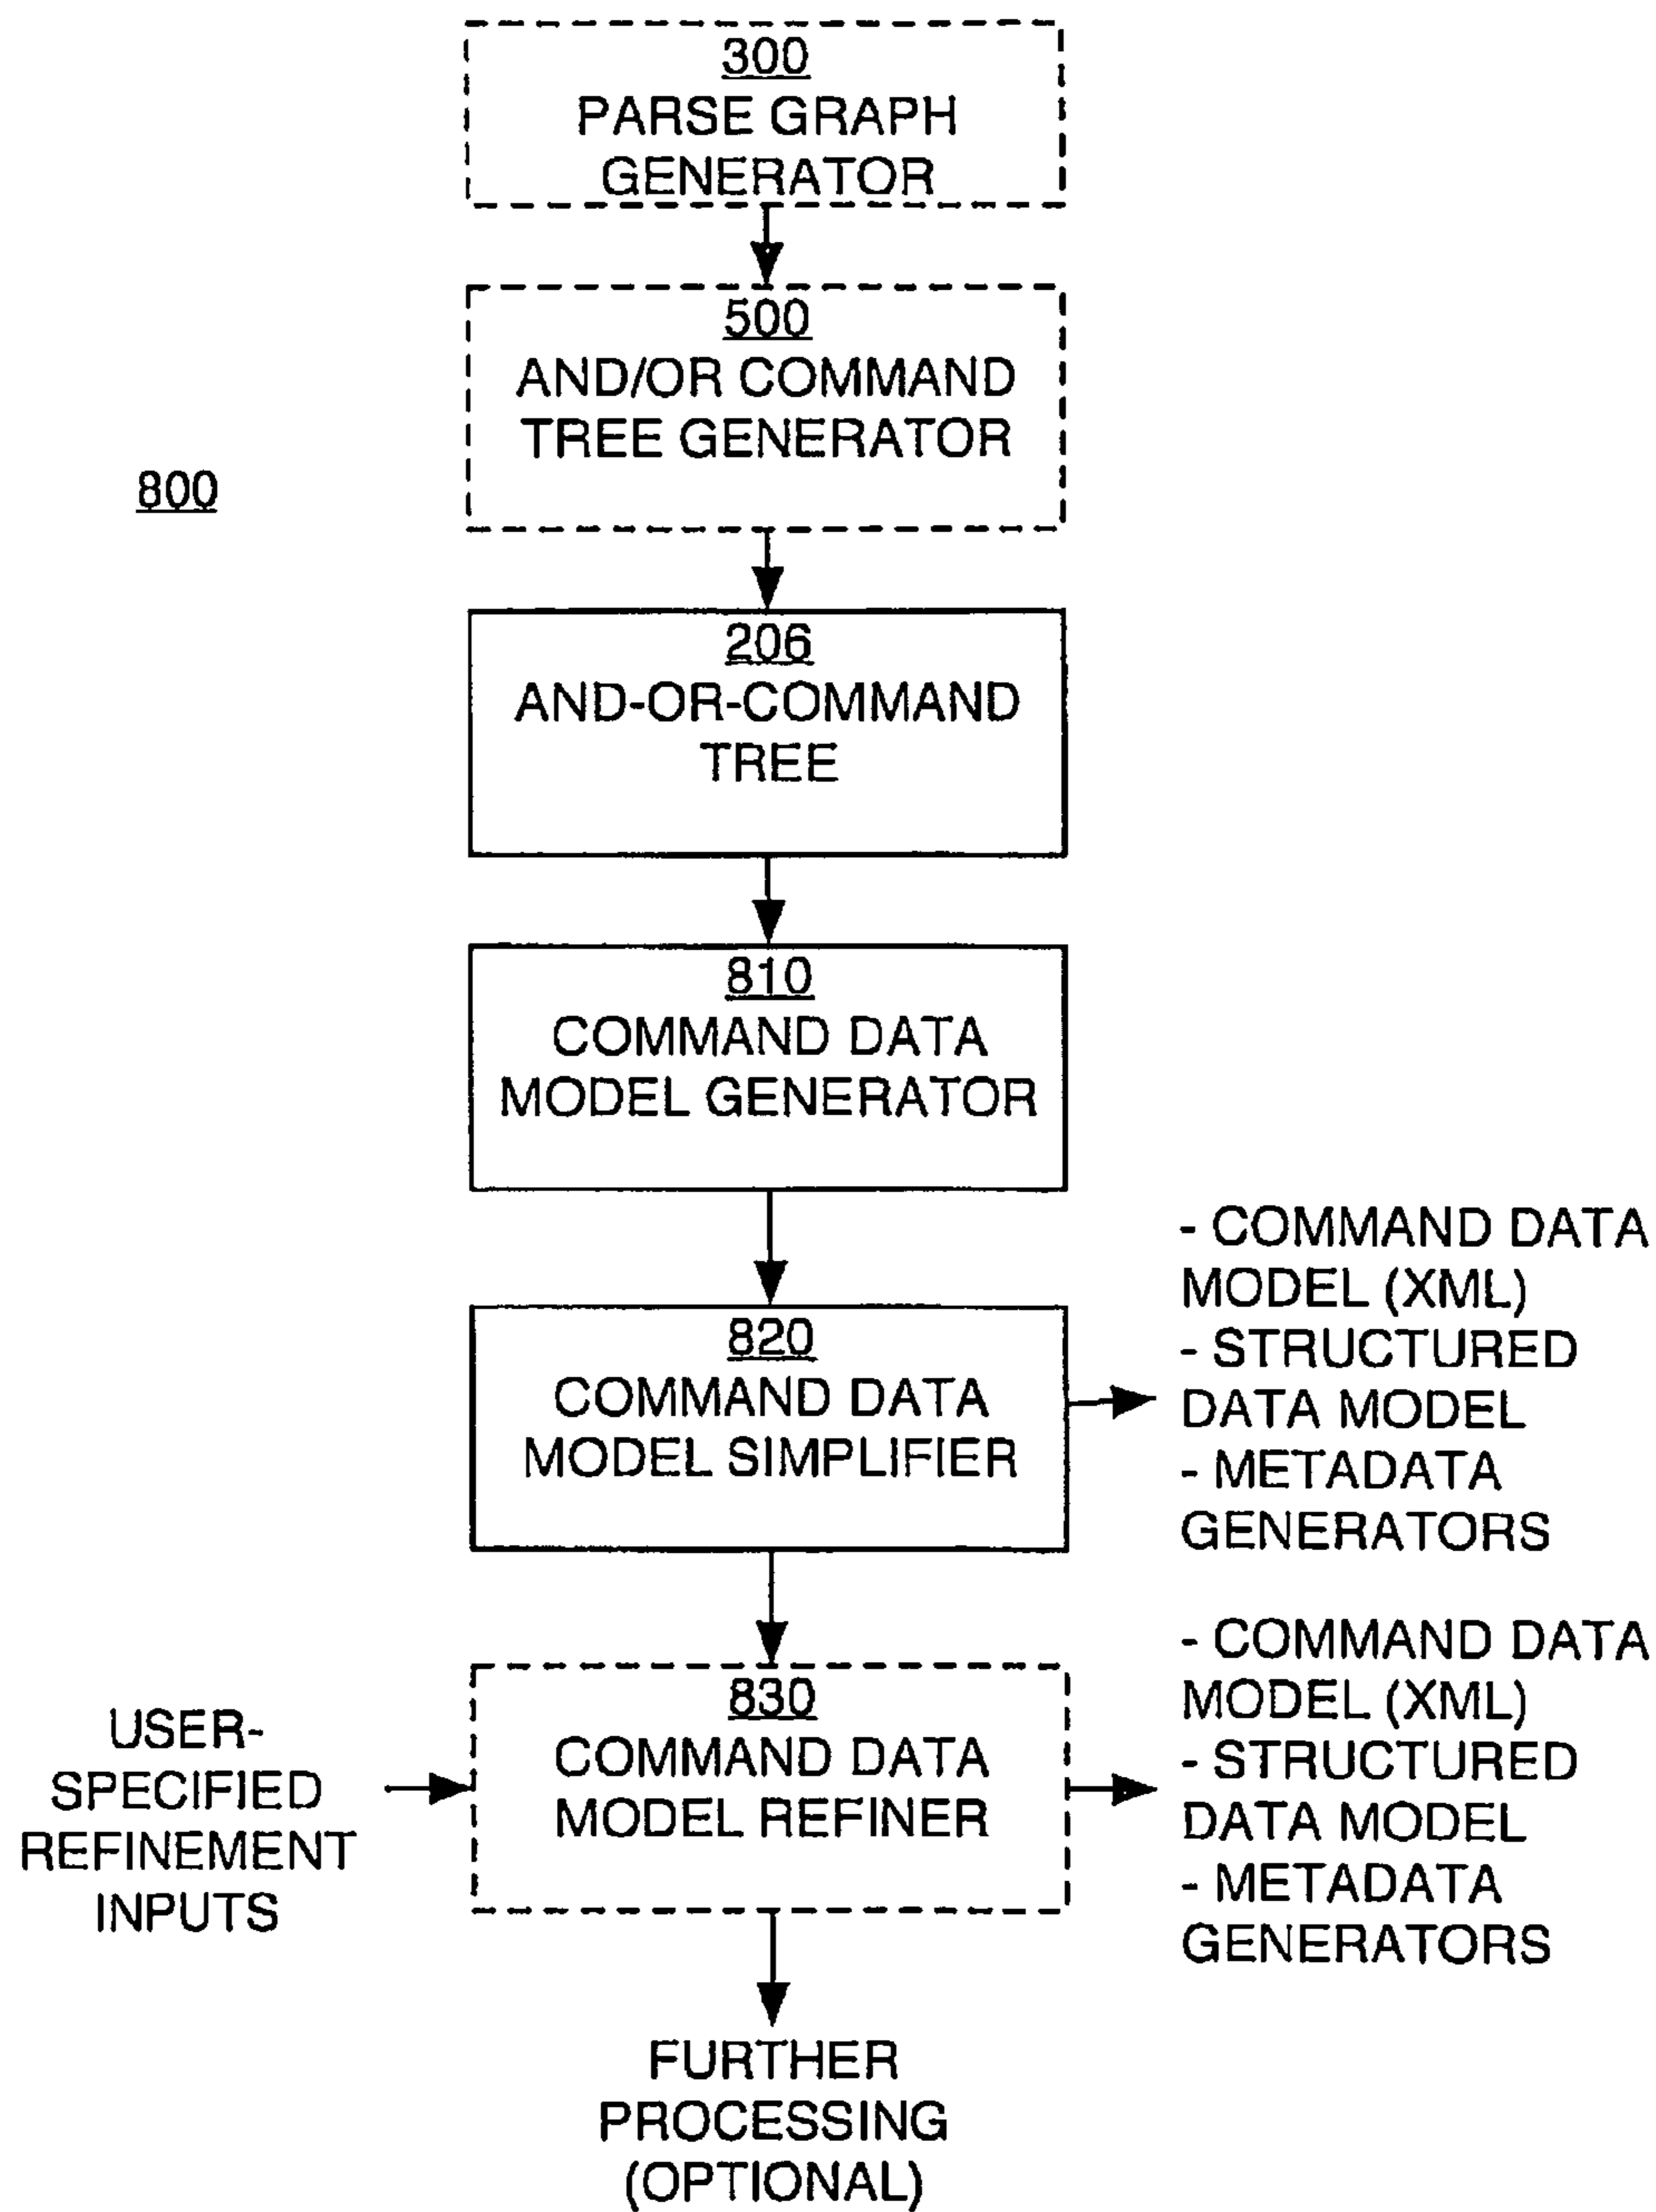 300
PARSE GRAPH
GENERATOR
500
AND/OR COMMAND
TREE GENERATOR
800
206
AND-OR-COMMAND
TREE
810
COMMAND DATA
MODEL GENERATOR
820
COMMAND DATA
MODEL SIMPLIFIER
- COMMAND DATA
MODEL (XML)
- STRUCTURED
DATA MODEL
- METADATA
GENERATORS
USER-
SPECIFIED
REFINEMENT
INPUTS
830
COMMAND DATA
MODEL REFINER
- COMMAND DATA
MODEL (XML)
- STRUCTURED
DATA MODEL
- METADATA
GENERATORS
FURTHER
PROCESSING
(OPTIONAL)